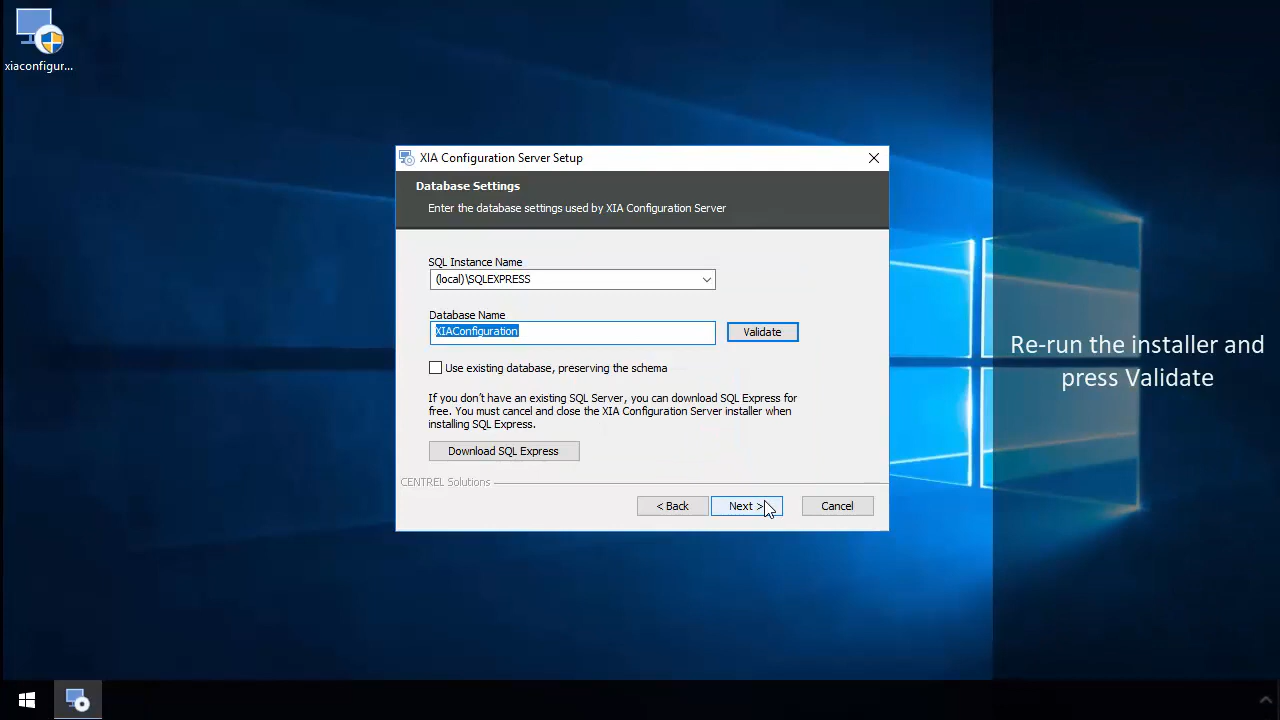 xiaconfigur...
XIA Configuration Server Setup
Database Settings
Enter the database settings used by XIA Configuration Server
SQL Instance Name
(local)\SQLEXPRESS
Database Name
XIAConfiguration
Validate
Use existing database, preserving the schema
If you don't have an existing SQL Server, you can download SQL Express for
free. You must cancel and close the XIA Configuration Server installer when
installing SQL Express.
Download SQL Express
CENTREL Solutions
< Back
Next >
Cancel
Re-run the installer and
press Validate